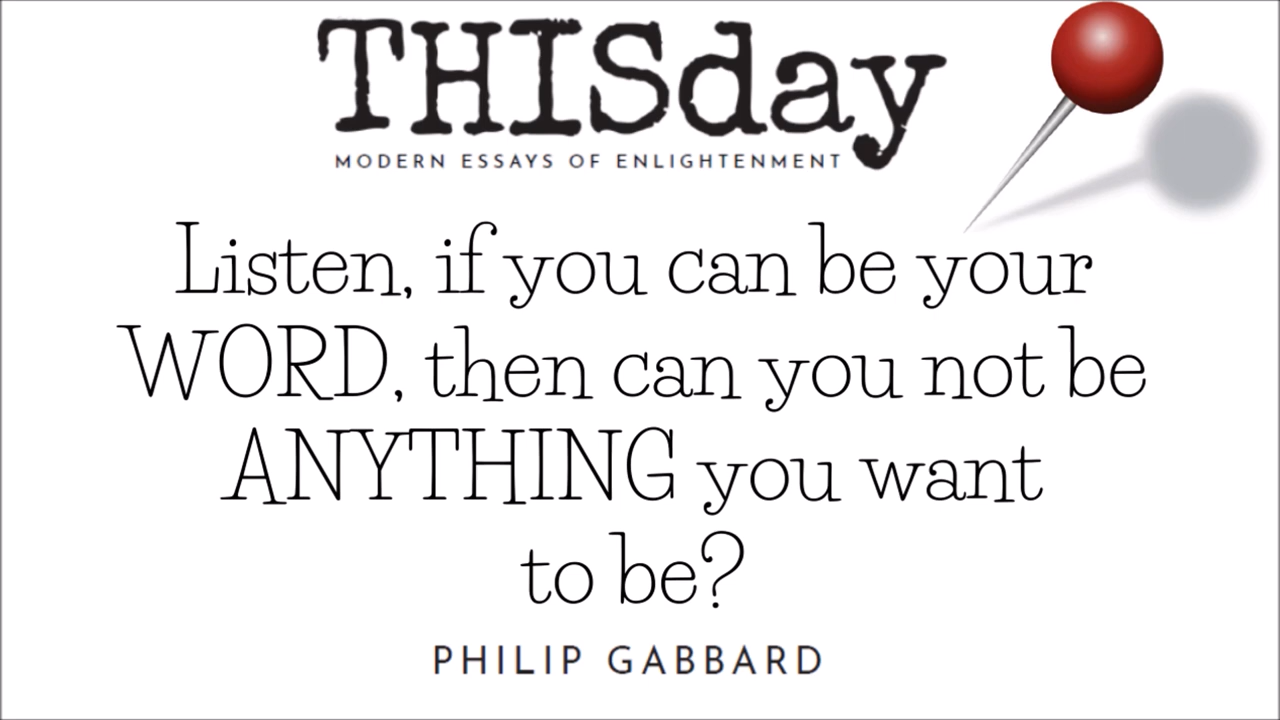 THISday
MODERN ESSAYS OF ENLIGHTENMENT
Listen, if you can be your
WORD, then can you not be
ANYTHING you want
to be?
PHILIP GABBARD